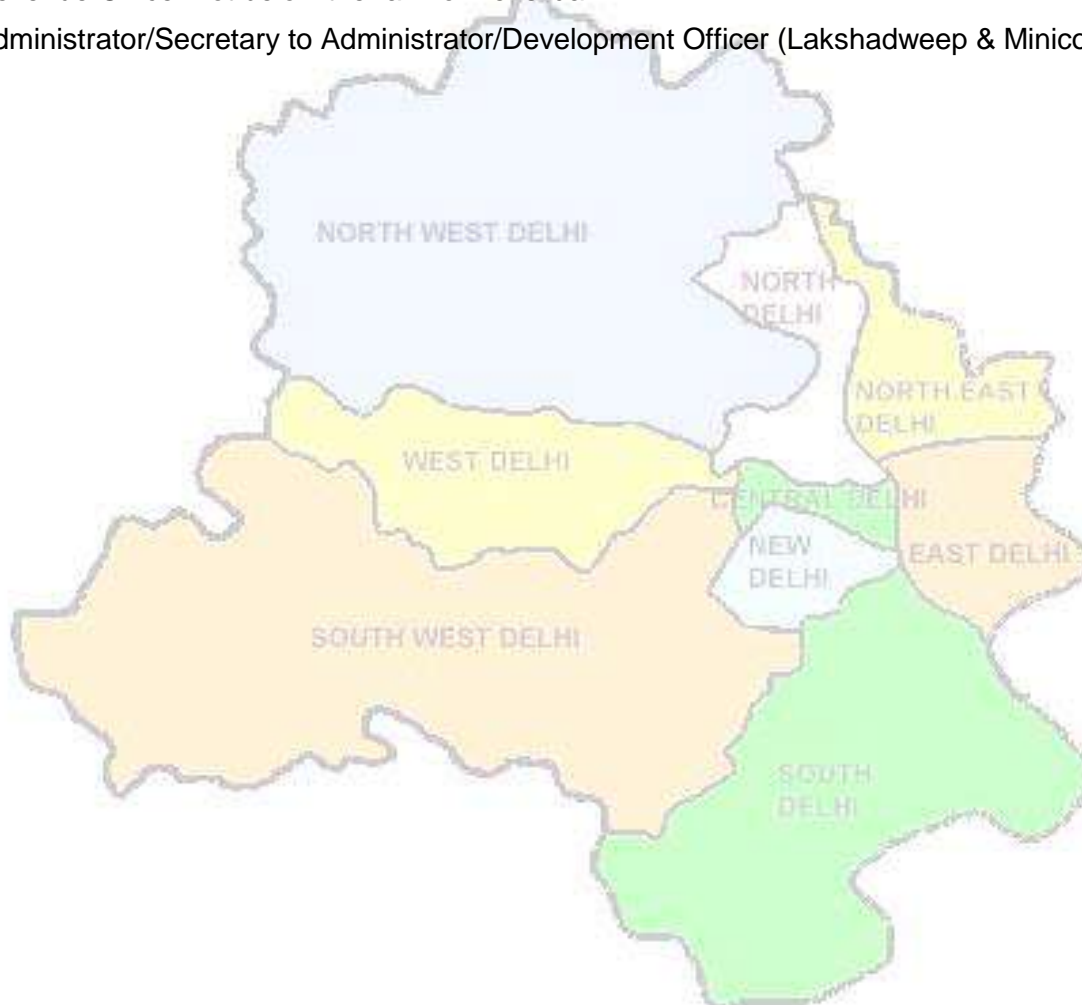 dministrator/Secretary to Administrator/Development Officer (Lakshadweep & Minico
NORTH WEST DELHI
NORTH
DELHI
NORTH EAST
DELHI
WEST DELHI
CENTRAL DELHI
NEW
DELHI
EAST DELHI
SOUTH WEST DELHI
SOUTH
DELHI